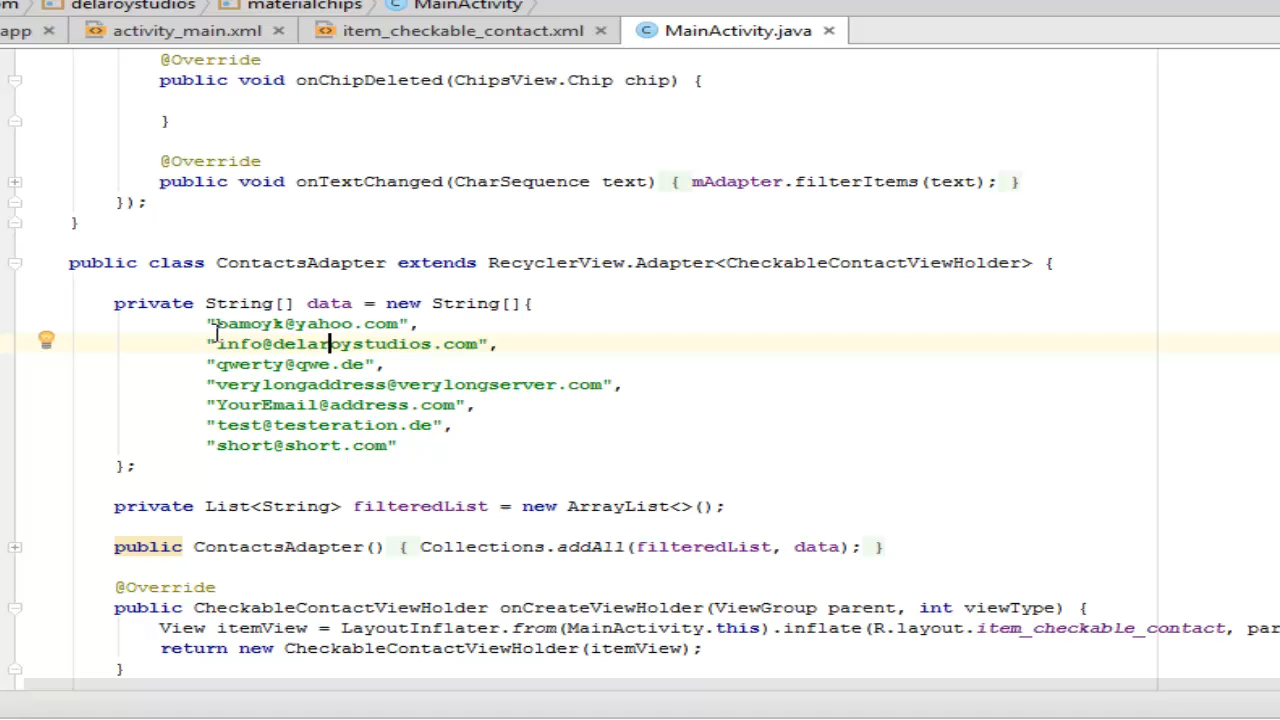 om delaroystudios materialchips MainActivity
app activity_main.xml item_checkable_contact.xml MainActivity.java
@Override
public void onChipDeleted(ChipsView.Chip chip) {
}
@Override
public void onTextChanged(CharSequence text) { mAdapter.filterItems(text); }
});
}
public class ContactsAdapter extends RecyclerView.Adapter<CheckableContactViewHolder> {
private String[] data = new String[]{
"bamoyk@yahoo.com",
"info@delaroystudios.com",
"qwerty@qwe.de",
"verylongaddress@verylongserver.com",
"YourEmail@address.com",
"test@testeration.de",
"short@short.com"
};
private List<String> filteredList = new ArrayList<>();
public ContactsAdapter() { Collections.addAll(filteredList, data); }
@Override
public CheckableContactViewHolder onCreateViewHolder(ViewGroup parent, int viewType) {
View itemView = LayoutInflater.from(MainActivity.this).inflate(R.layout.item_checkable_contact, par
return new CheckableContactViewHolder(itemView);
}